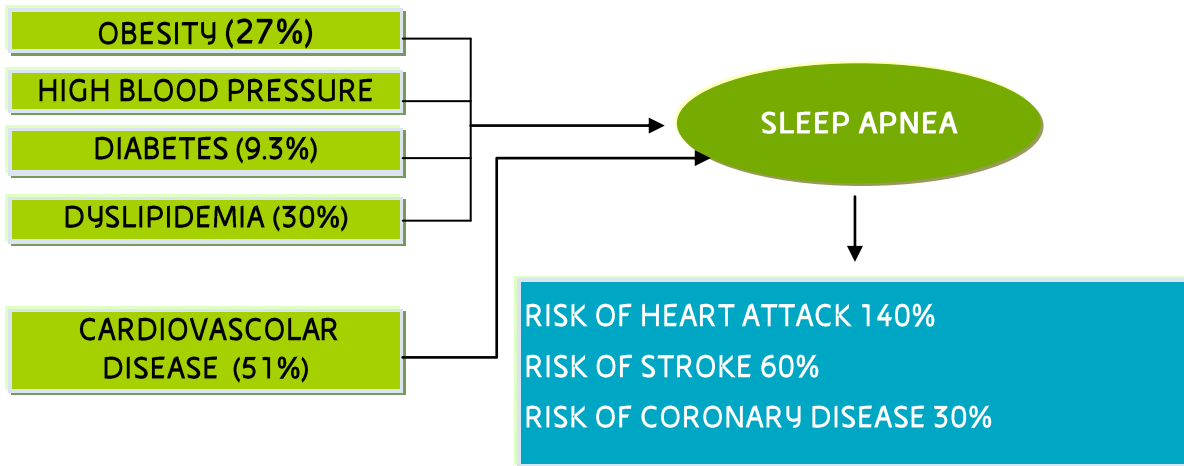 OBESITY (27%)
HIGH BLOOD PRESSURE
DIABETES (9.3%)
DYSLIPIDEMIA (30%)
CARDIOVASCOLAR
DISEASE (51%)
SLEEP APNEA
RISK OF HEART ATTACK 140%
RISK OF STROKE 60%
RISK OF CORONARY DISEASE 30%